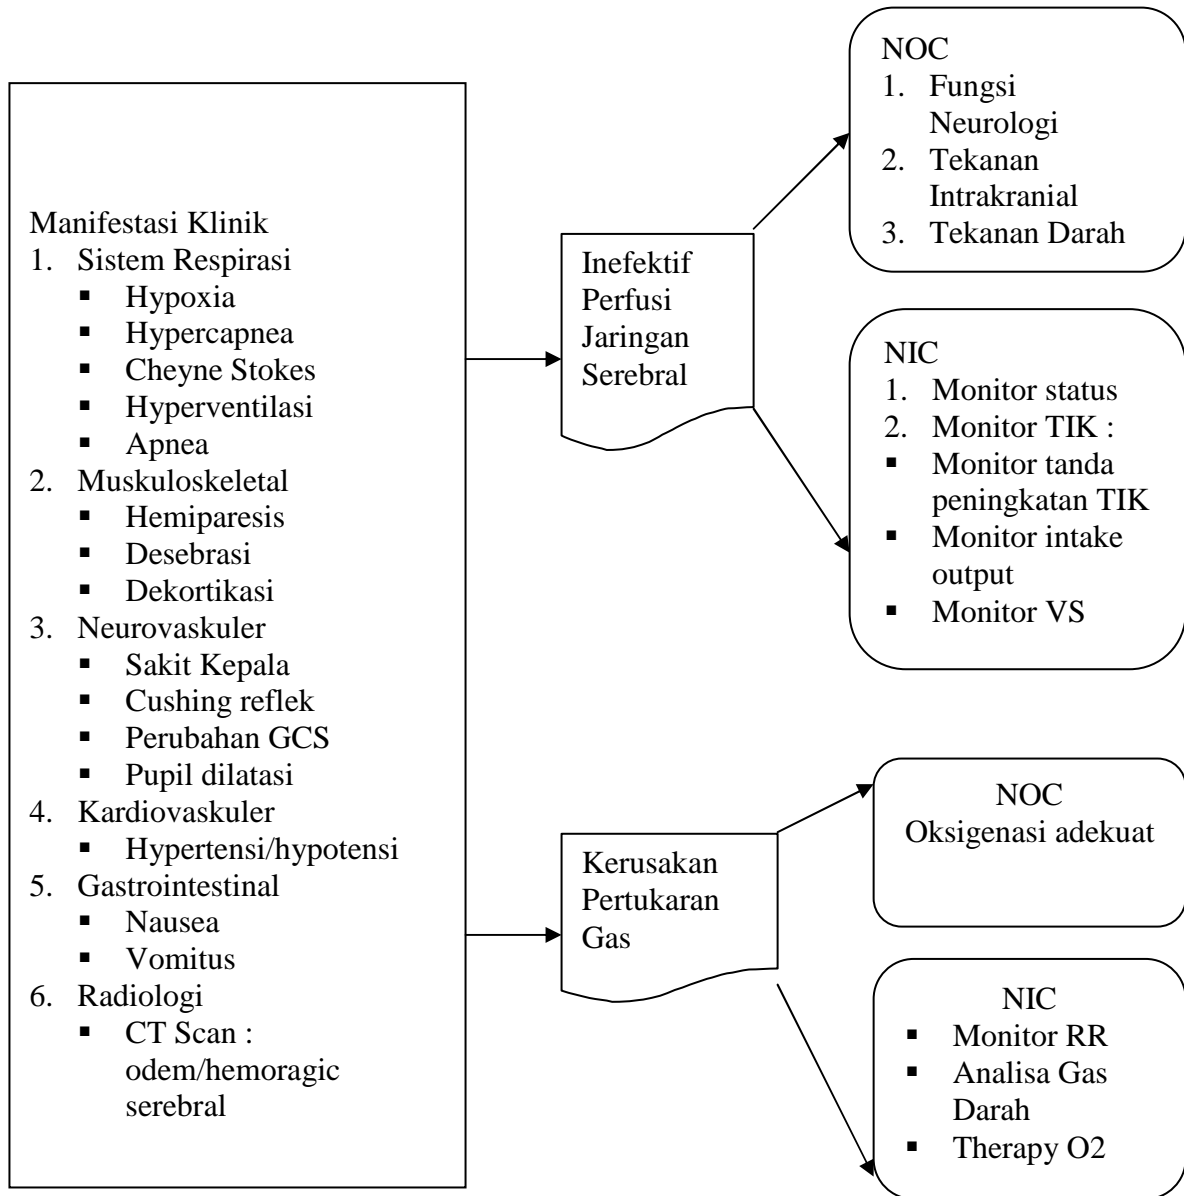 Manifestasi Klinik
1. Sistem Respirasi
▪ Hypoxia
▪ Hypercapnea
▪ Cheyne Stokes
▪ Hyperventilasi
▪ Apnea
2. Muskuloskeletal
▪ Hemiparesis
▪ Desebrasi
▪ Dekortikasi
3. Neurovaskuler
▪ Sakit Kepala
▪ Cushing reflek
▪ Perubahan GCS
▪ Pupil dilatasi
4. Kardiovaskuler
▪ Hypertensi/hypotensi
5. Gastrointestinal
▪ Nausea
▪ Vomitus
6. Radiologi
▪ CT Scan :
odem/hemoragic
serebral
Inefektif
Perfusi
Jaringan
Serebral
NOC
1. Fungsi
Neurologi
2. Tekanan
Intrakranial
3. Tekanan Darah
NIC
1. Monitor status
2. Monitor TIK :
▪ Monitor tanda
peningkatan TIK
▪ Monitor intake
output
▪ Monitor VS
Kerusakan
Pertukaran
Gas
NOC
Oksigenasi adekuat
NIC
▪ Monitor RR
▪ Analisa Gas
Darah
▪ Therapy O2